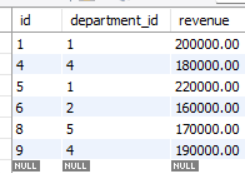 id department_id revenue
1 1 200000.00
4 4 180000.00
5 1 220000.00
6 2 160000.00
8 5 170000.00
9 4 190000.00
NULL NULL NULL